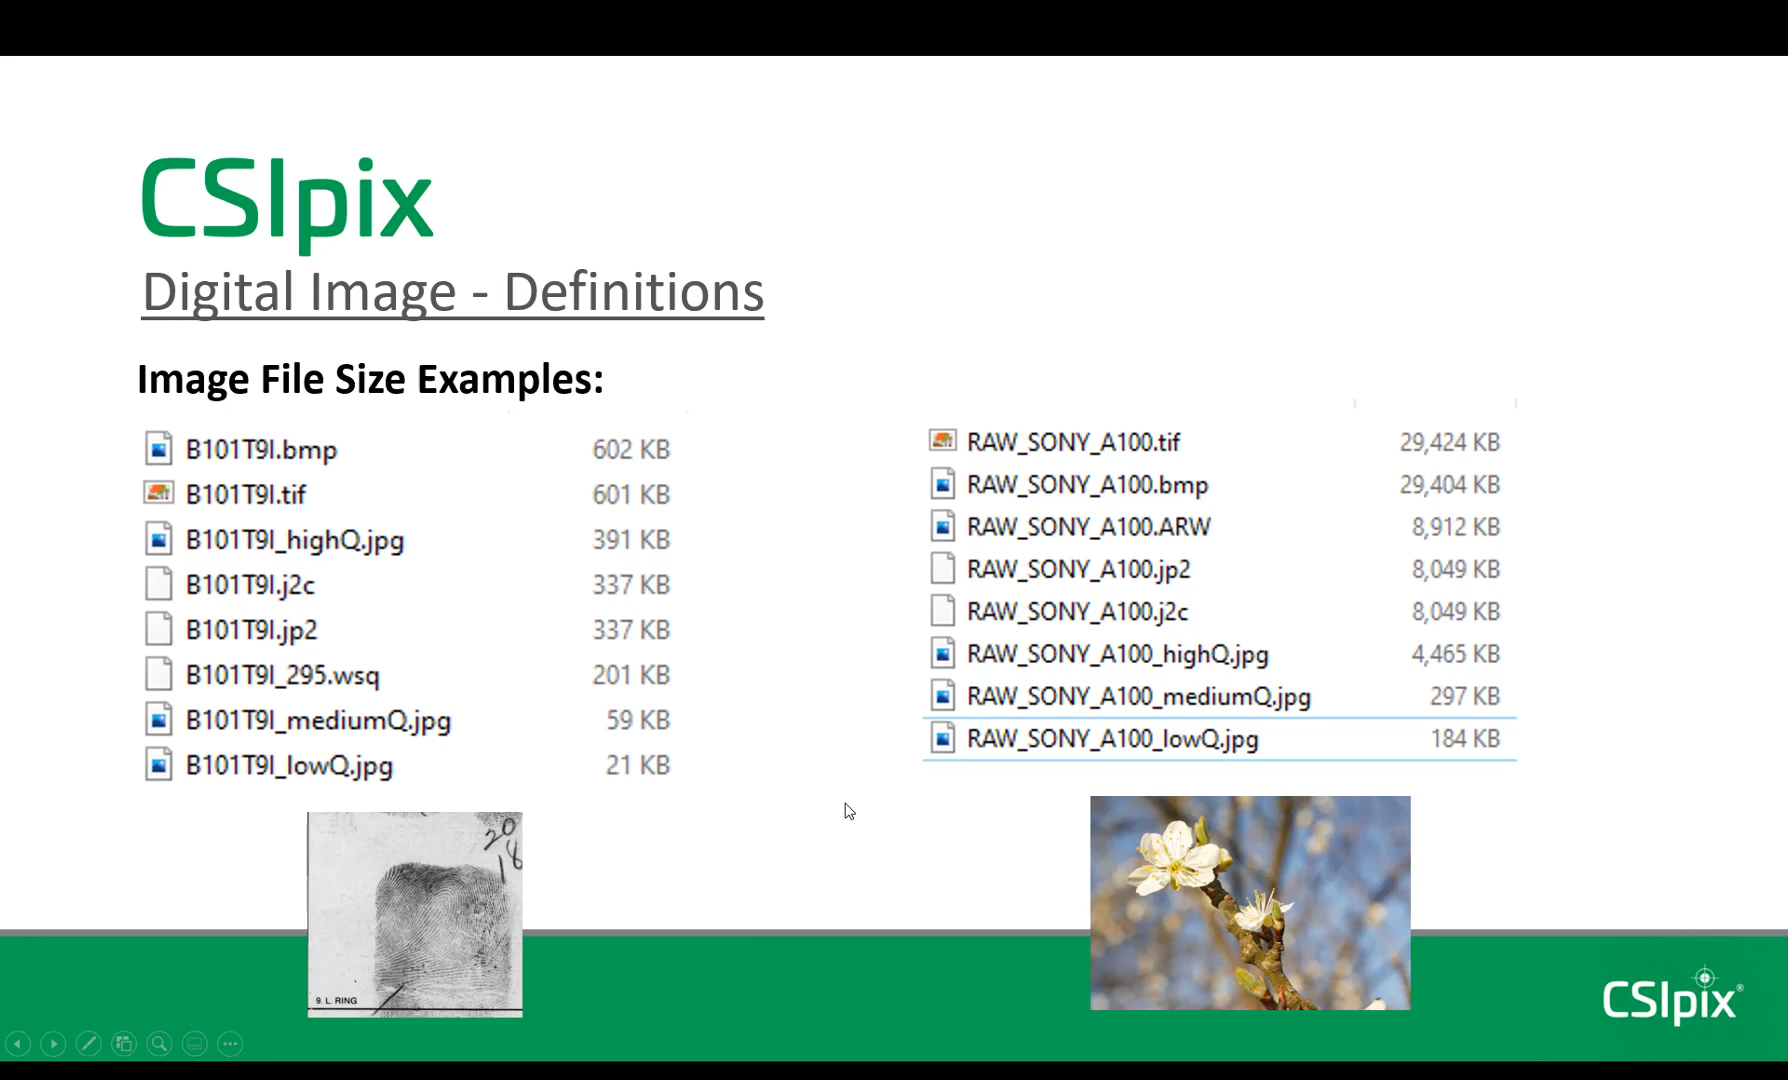 CSIpix
Digital Image - Definitions
Image File Size Examples:
B101T9I.bmp 602 KB
B101T9I.tif 601 KB
B101T9I_highQ.jpg 391 KB
B101T9I.j2c 337 KB
B101T9I.jp2 337 KB
B101T9I_295.wsq 201 KB
B101T9I_mediumQ.jpg 59 KB
B101T9I_lowQ.jpg 21 KB
RAW_SONY_A100.tif 29,424 KB
RAW_SONY_A100.bmp 29,404 KB
RAW_SONY_A100.ARW 8,912 KB
RAW_SONY_A100.jp2 8,049 KB
RAW_SONY_A100.j2c 8,049 KB
RAW_SONY_A100_highQ.jpg 4,465 KB
RAW_SONY_A100_mediumQ.jpg 297 KB
RAW_SONY_A100_lowQ.jpg 184 KB
20
18
9. L. RING
CSIpix®